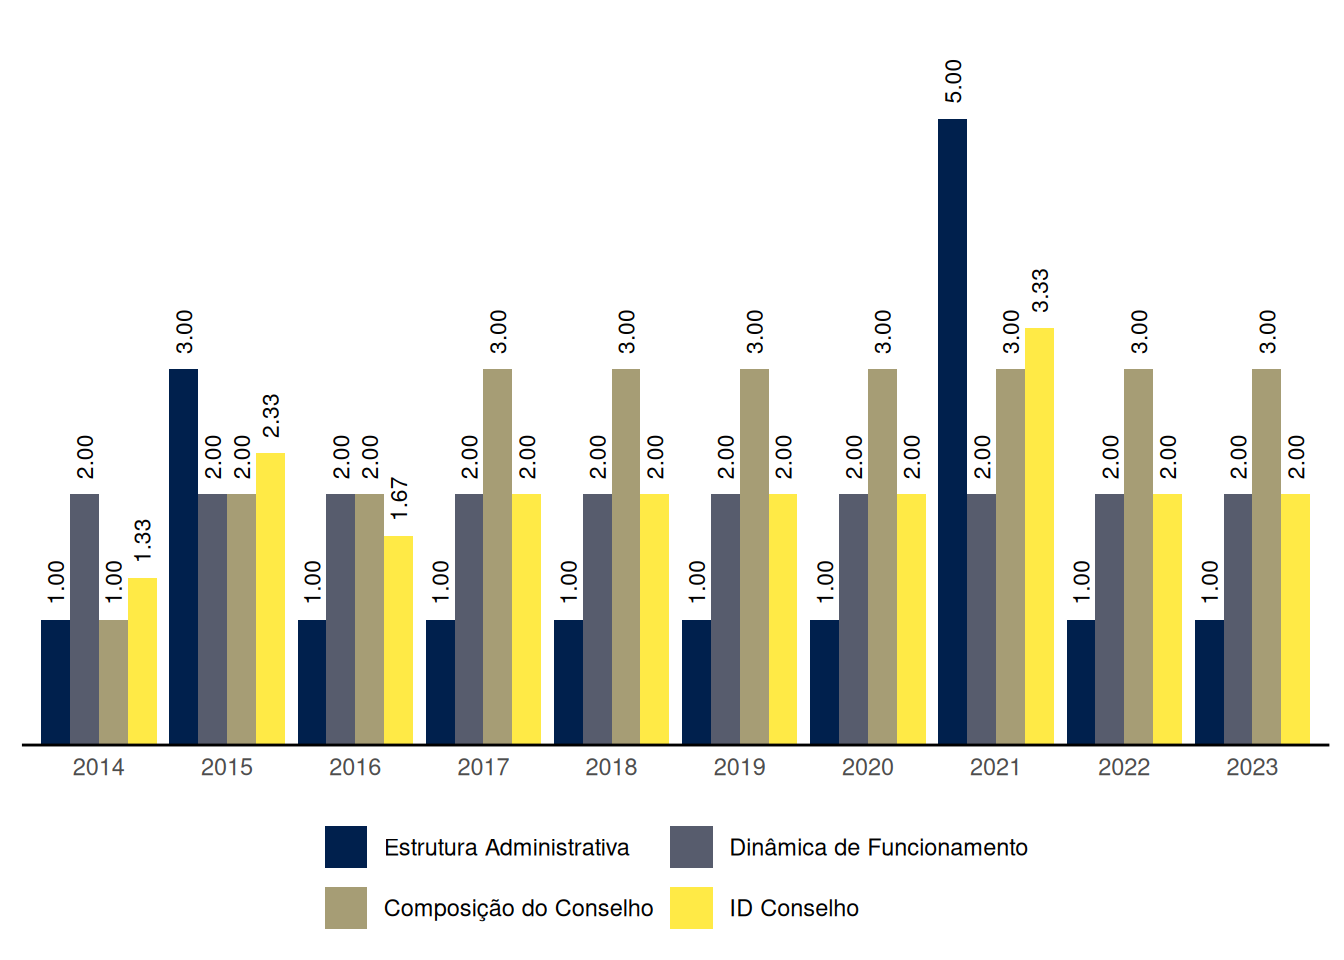 5.00
3.33
3.00 3.00 3.00 3.00 3.00 3.00 3.00 3.00
2.33
2.00 2.00 2.00 2.00 2.00 2.00 2.00 2.00 2.00 2.00 2.00 2.00 2.00 2.00 2.00 2.00 2.00 2.00 2.00
1.67
1.33
1.00 1.00 1.00 1.00 1.00 1.00 1.00 1.00 1.00
2014 2015 2016 2017 2018 2019 2020 2021 2022 2023
Estrutura Administrativa Dinâmica de Funcionamento
Composição do Conselho ID Conselho